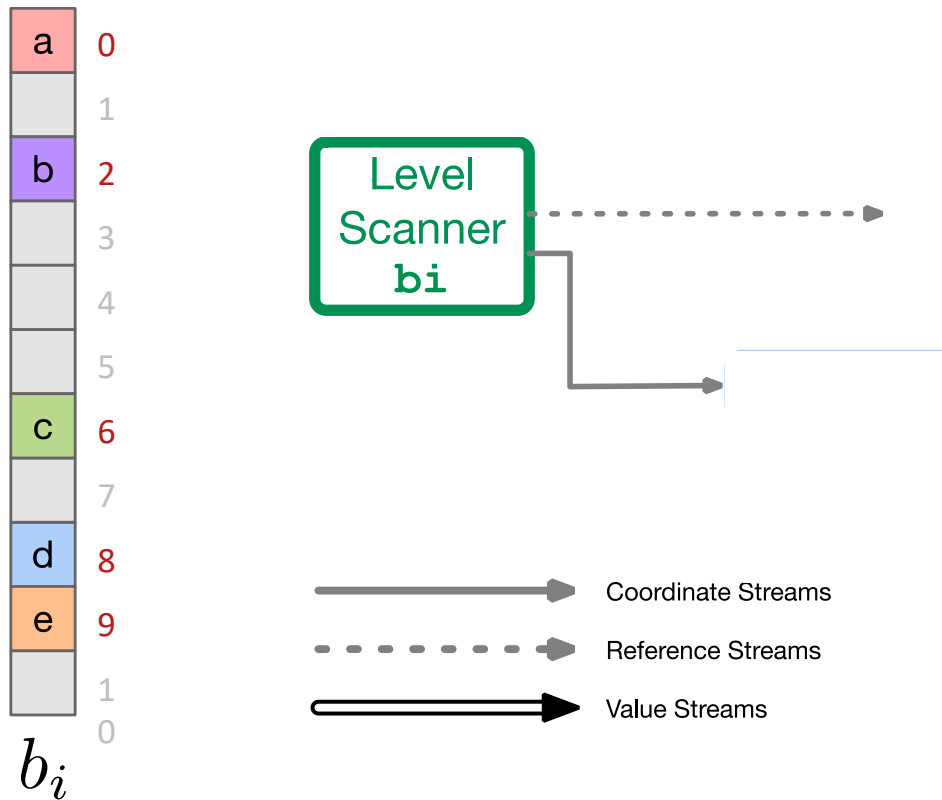 a 0
1
b 2
3
4
5
c 6
7
d 8
e 9
1
0
b_i
Level
Scanner
bi
Coordinate Streams
Reference Streams
Value Streams